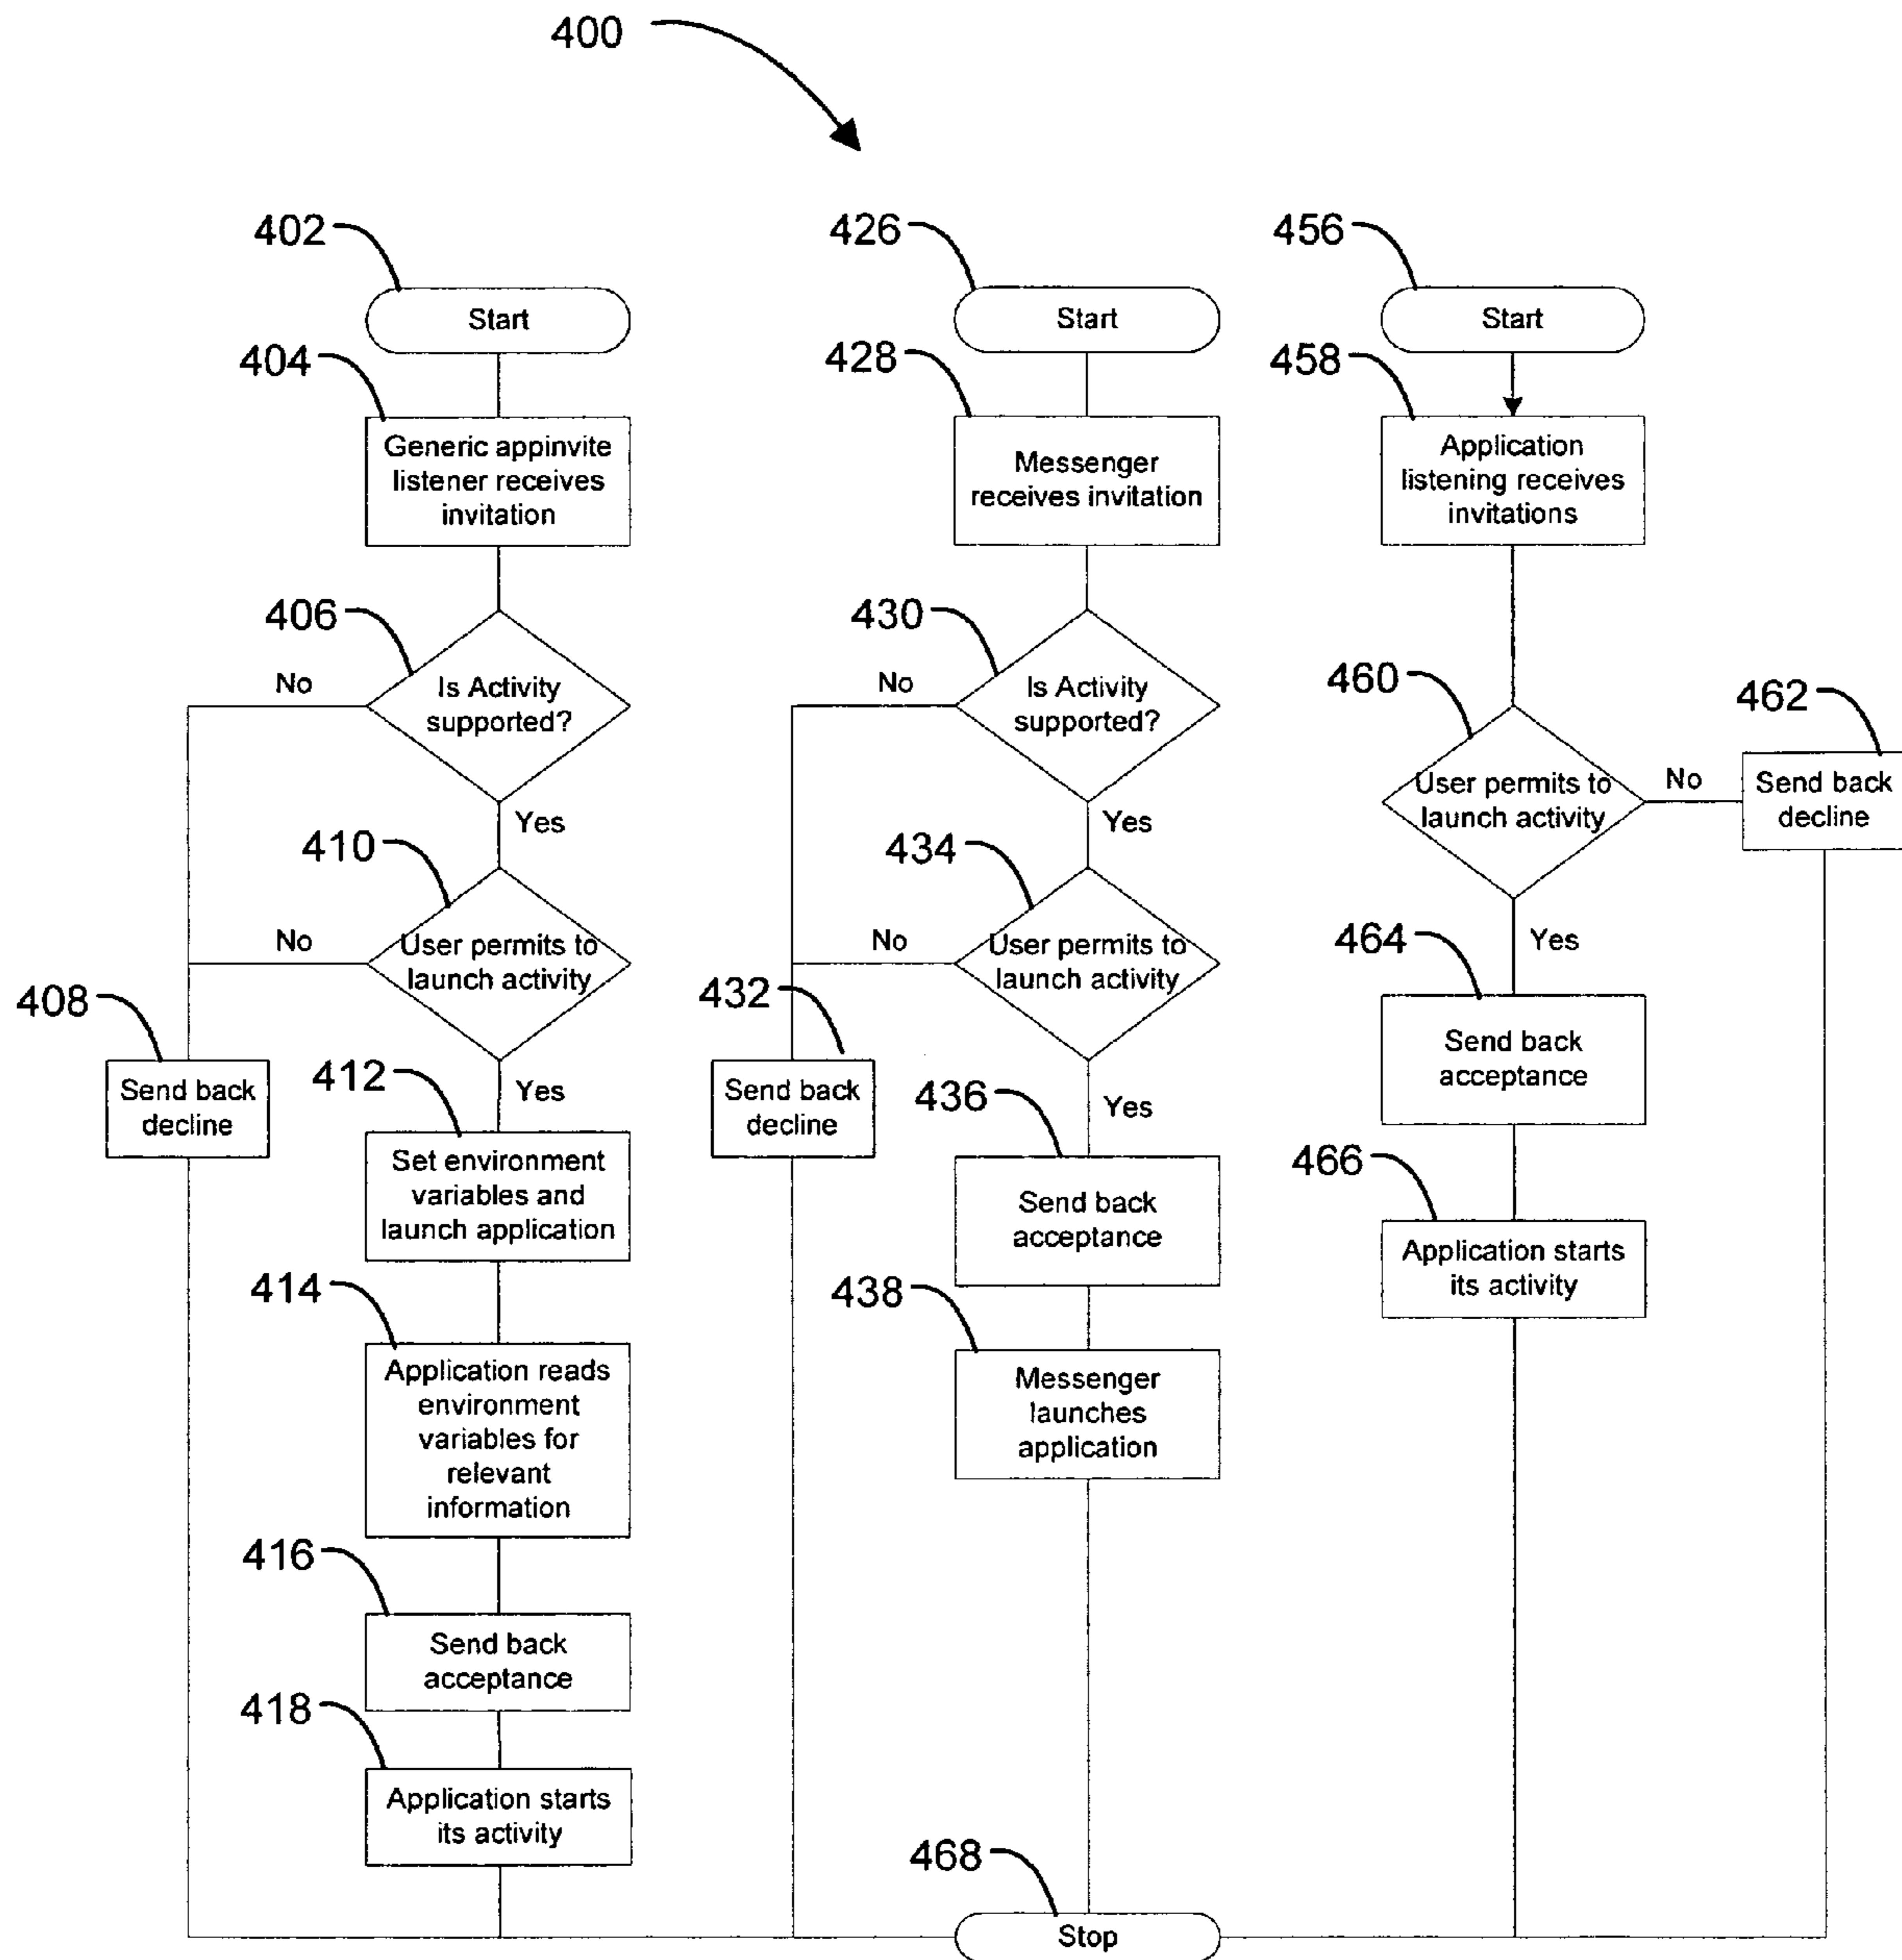 400
402
426
456
Start
Start
Start
404
428
458
Generic appinvite
listener receives
invitation
Messenger
receives invitation
Application
listening receives
invitations
406
430
460
462
No
Is Activity
supported?
No
Is Activity
supported?
User permits to
launch activity
No
Send back
decline
Yes
Yes
410
434
No
User permits to
launch activity
No
User permits to
launch activity
464
Yes
408
432
Send back
decline
412
Yes
Send back
decline
436
Yes
Send back
acceptance
Set environment
variables and
launch application
Send back
acceptance
466
Application starts
its activity
414
438
Application reads
environment
variables for
relevant
information
Messenger
launches
application
416
Send back
acceptance
418
Application starts
its activity
468
Stop